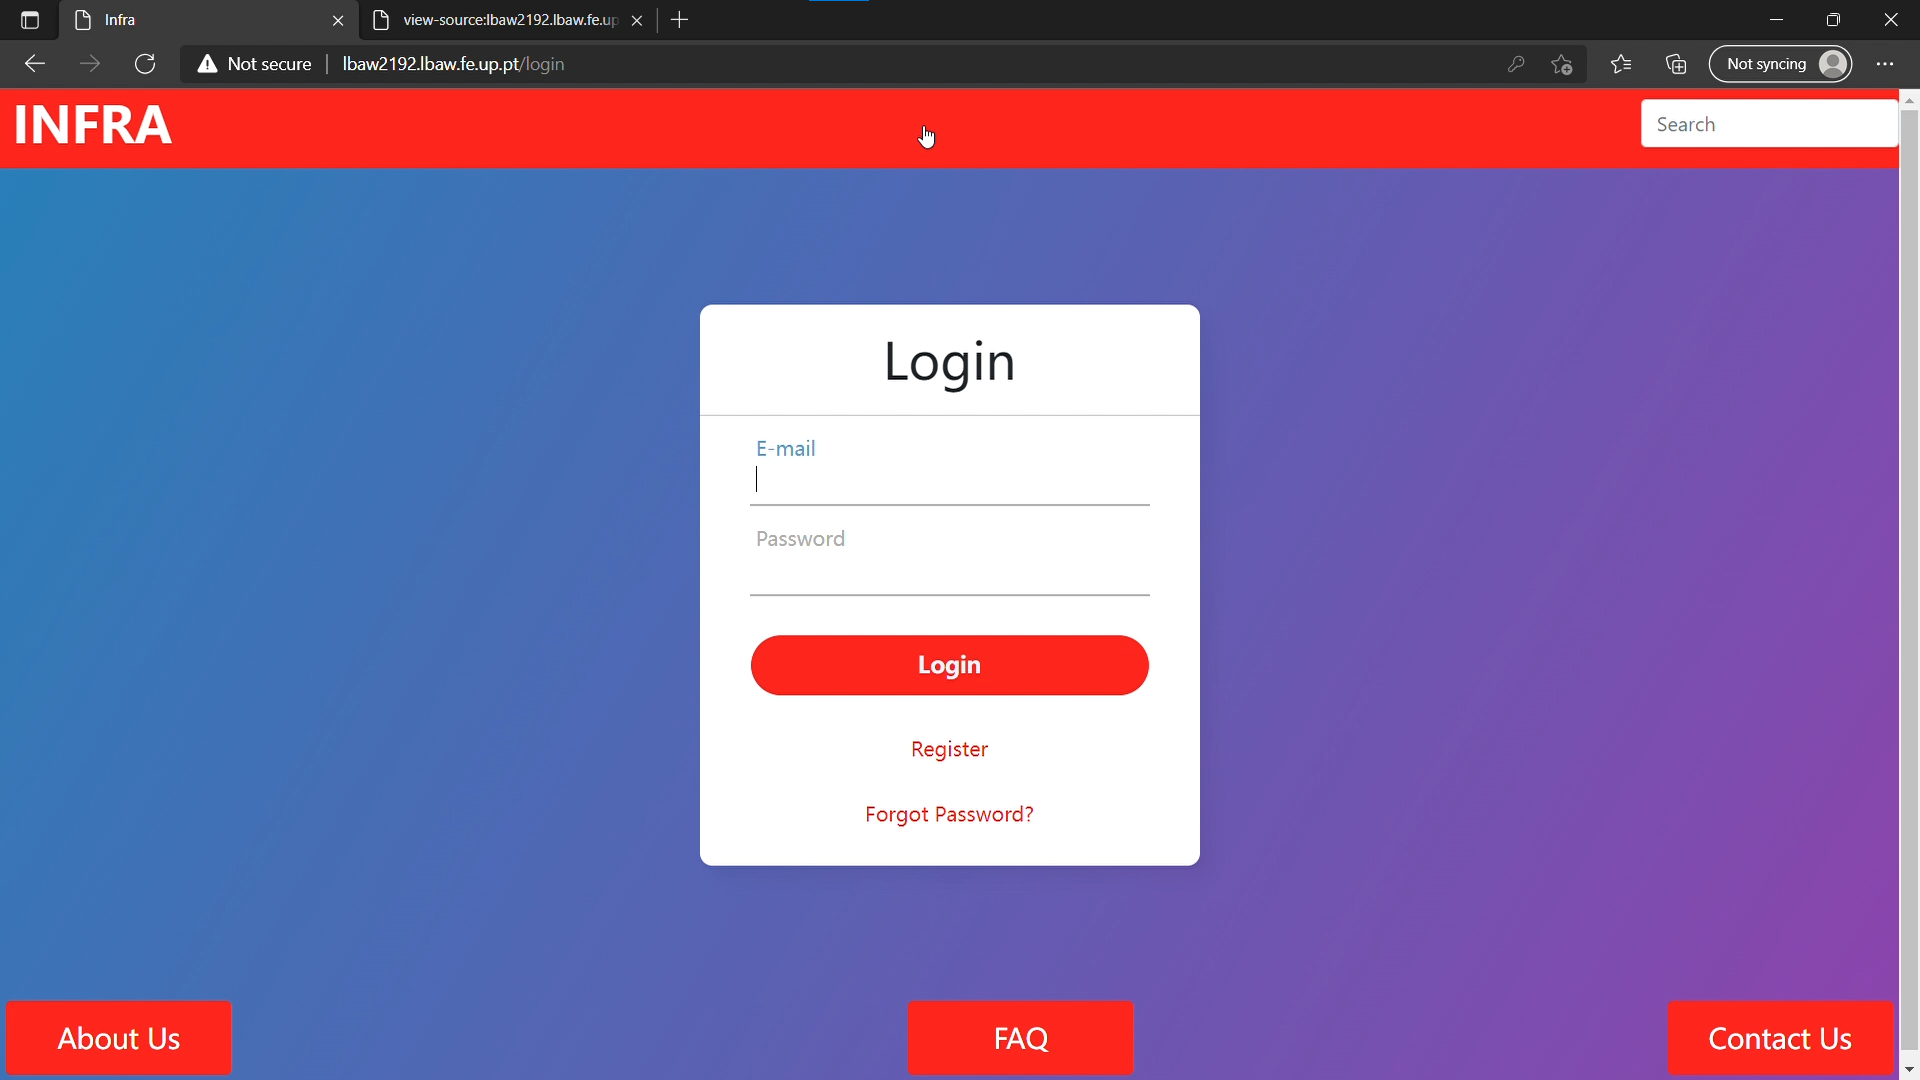 Infra
view-source:lbaw2192.lbaw.fe.up
Not secure
lbaw2192.lbaw.fe.up.pt/login
Not syncing
INFRA
Search
Login
E-mail
Password
Login
Register
Forgot Password?
About Us
FAQ
Contact Us